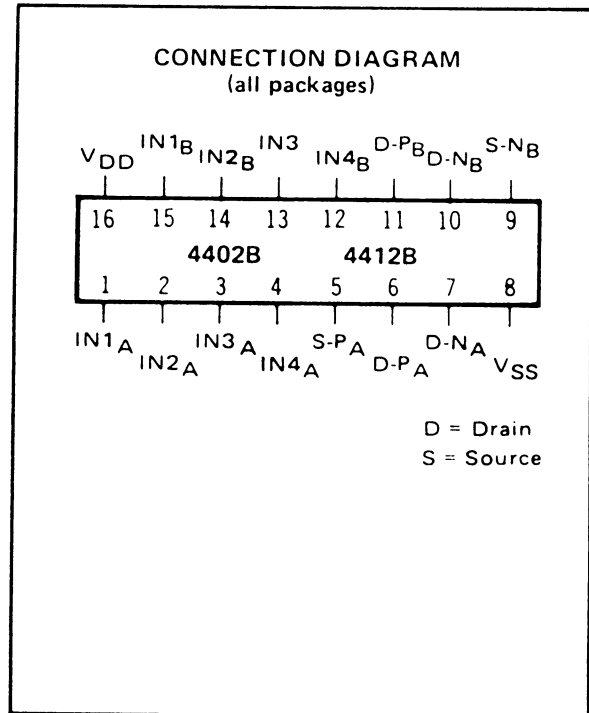 CONNECTION DIAGRAM
(all packages)
VDD IN1B IN2B IN3 IN4B D-PB D-NB S-NB
16 15 14 13 12 11 10 9
4402B 4412B
1 2 3 4 5 6 7 8
IN1A IN2A IN3A IN4A S-PA D-PA D-NA VSS
D = Drain
S = Source